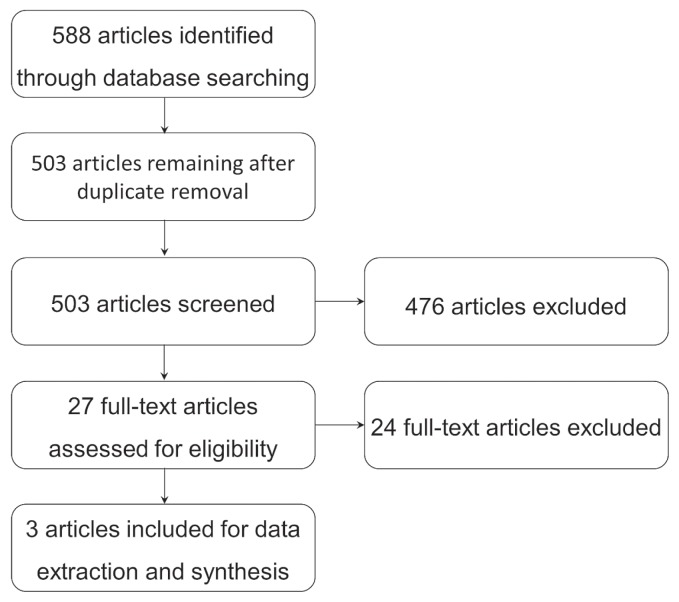 588 articles identified
through database searching
503 articles remaining after
duplicate removal
503 articles screened
476 articles excluded
27 full-text articles
assessed for eligibility
24 full-text articles excluded
3 articles included for data
extraction and synthesis